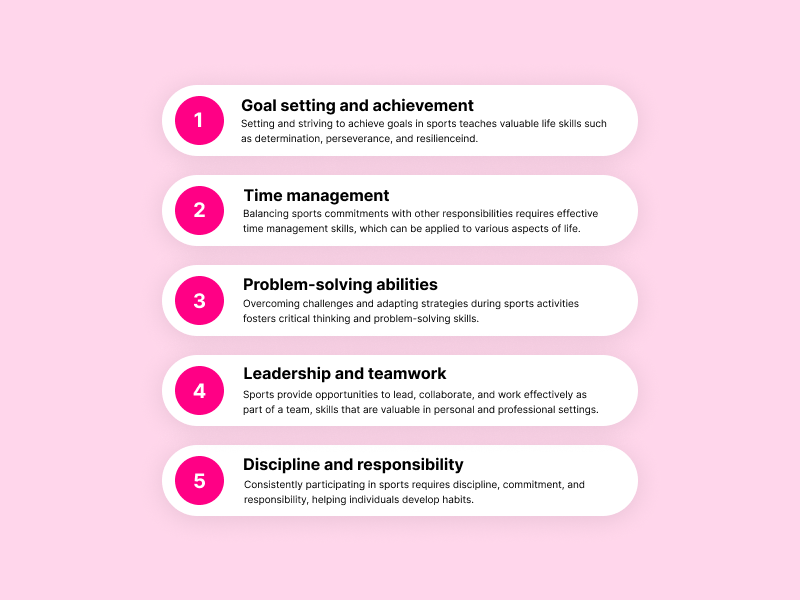 1
Goal setting and achievement
Setting and striving to achieve goals in sports teaches valuable life skills such
as determination, perseverance, and resilienceind.
2
Time management
Balancing sports commitments with other responsibilities requires effective
time management skills, which can be applied to various aspects of life.
3
Problem-solving abilities
Overcoming challenges and adapting strategies during sports activities
fosters critical thinking and problem-solving skills.
4
Leadership and teamwork
Sports provide opportunities to lead, collaborate, and work effectively as
part of a team, skills that are valuable in personal and professional settings.
5
Discipline and responsibility
Consistently participating in sports requires discipline, commitment, and
responsibility, helping individuals develop habits.